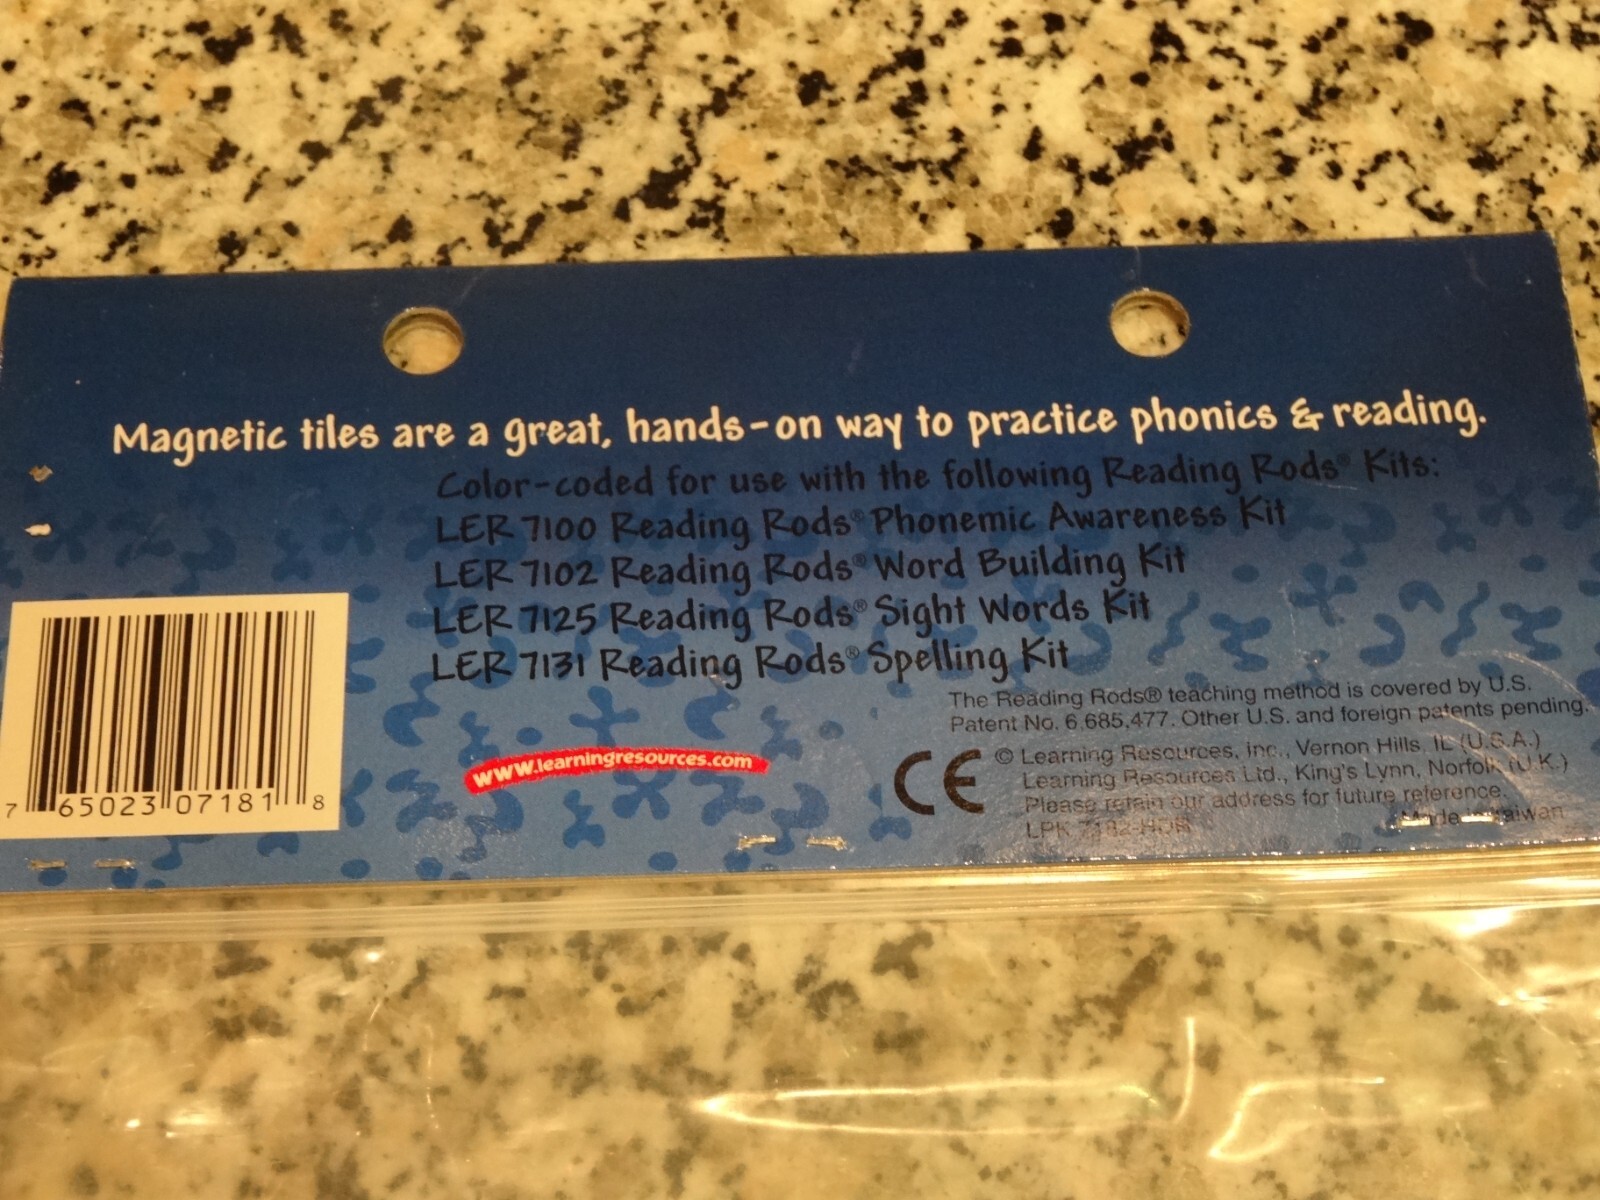 Magnetic tiles are a great, hands-on way to practice phonics & reading.
Color-coded for use with the following Reading Rods® Kits:
LER 7100 Reading Rods® Phonemic Awareness Kit
LER 7102 Reading Rods® Word Building Kit
LER 7125 Reading Rods® Sight Words Kit
LER 7131 Reading Rods® Spelling Kit
The Reading Rods® teaching method is covered by U.S.
Patent No. 6,685,477. Other U.S. and foreign patents pending.
www.learningresources.com
CE
© Learning Resources, Inc., Vernon Hills, IL (U.S.A.)
Learning Resources Ltd., King's Lynn, Norfolk (U.K.)
Please retain our address for future reference.
Made in Taiwan
LPK
7 65023 07181 8